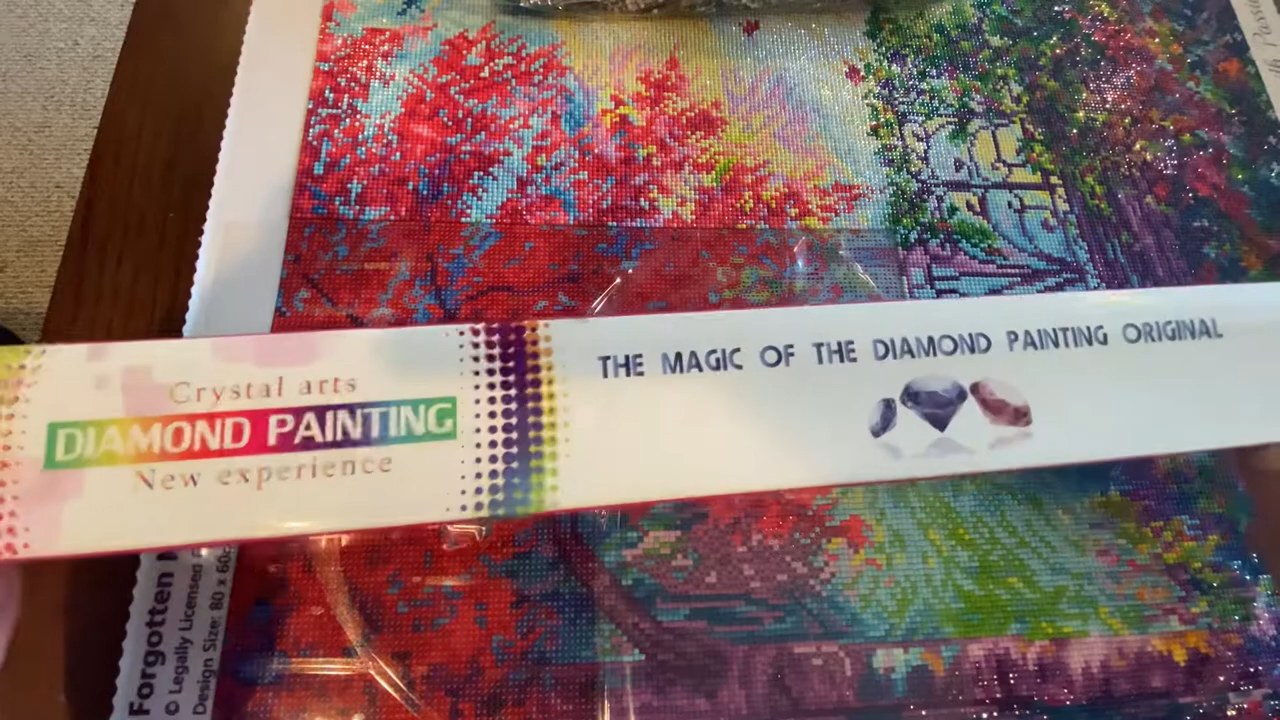 Crystal arts
DIAMOND PAINTING
New experience
THE MAGIC OF THE DIAMOND PAINTING ORIGINAL
Forgotten
© Legally Licensed
Design Size: 80 x 60